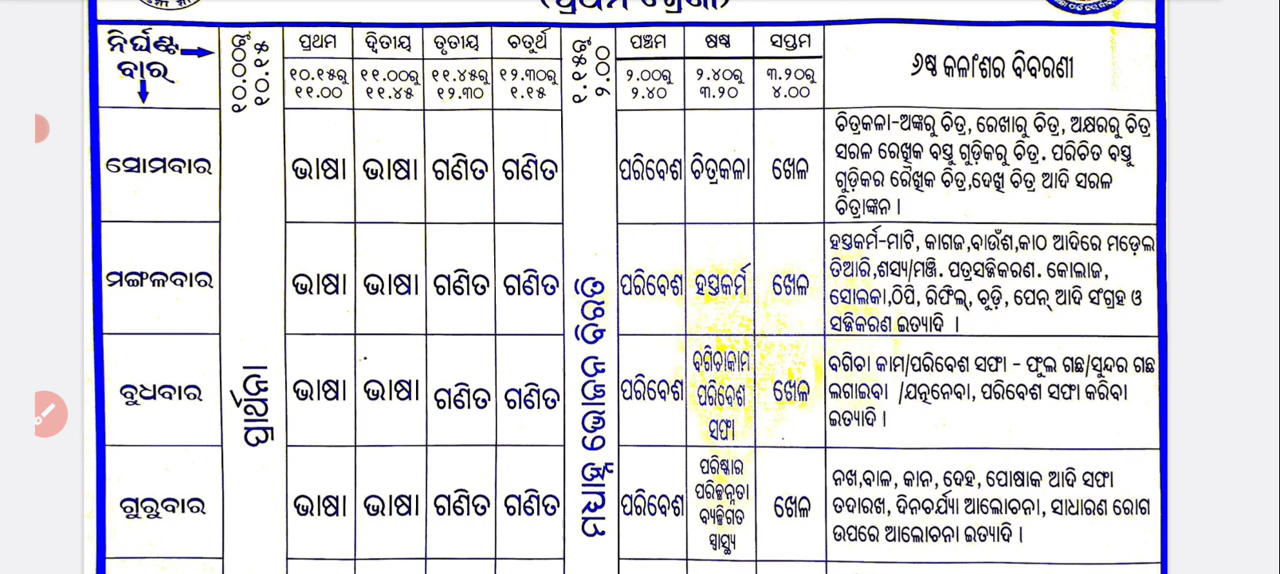 (ପ୍ରଥମ ଶ୍ରେଣୀ)
ନିର୍ଘଣ୍ଟ
ବାର
୧୦.୦୦ରୁ
୧୦.୧୫
ପ୍ରଥମ ଦ୍ଵିତୀୟ ତୃତୀୟ ଚତୁର୍ଥ
୧.୧୫ରୁ
୨.୦୦
ପଞ୍ଚମ ଷଷ୍ଠ ସପ୍ତମ
୬ଷ୍ଠ କଳାଂଶର ବିବରଣୀ
୧୦.୧୫ରୁ ୧୧.୦୦ରୁ ୧୧.୪୫ରୁ ୧୨.୩୦ରୁ
୧୧.୦୦ ୧୧.୪୫ ୧୨.୩୦ ୧.୧୫
୨.୦୦ରୁ ୨.୪୦ରୁ ୩.୨୦ରୁ
୨.୪୦ ୩.୨୦ ୪.୦୦
ପ୍ରାର୍ଥନା
ମଧ୍ୟାହ୍ନ ଭୋଜନ ବିରତି
ସୋମବାର ଭାଷା ଭାଷା ଗଣିତ ଗଣିତ ପରିବେଶ ଚିତ୍ରକଳା ଖେଳ
ଚିତ୍ରକଳା-ଅଙ୍କରୁ ଚିତ୍ର, ରେଖାରୁ ଚିତ୍ର, ଅକ୍ଷରରୁ ଚିତ୍ର
ସରଳ ରେଖିକ ବସ୍ତୁ ଗୁଡ଼ିକରୁ ଚିତ୍ର. ପରିଚିତ ବସ୍ତୁ
ଗୁଡ଼ିକର ରୈଖିକ ଚିତ୍ର,ଦେଖି ଚିତ୍ର ଆଦି ସରଳ
ଚିତ୍ରାଙ୍କନ ।
ମଙ୍ଗଳବାର ଭାଷା ଭାଷା ଗଣିତ ଗଣିତ ପରିବେଶ ହସ୍ତକର୍ମ ଖେଳ
ହସ୍ତକର୍ମ-ମାଟି, କାଗଜ,ବାଉଁଶ,କାଠ ଆଦିରେ ମଡ଼େଲ
ତିଆରି,ଶସ୍ୟ/ମଞ୍ଜି. ପତ୍ରସଜ୍ଜିକରଣ. କୋଲାଜ,
ସୋଲକା,ଠିପି, ରିଫିଲ୍, ଚୁଡ଼ି, ପେନ୍ ଆଦି ସଂଗ୍ରହ ଓ
ସଜ୍ଜିକରଣ ଇତ୍ୟାଦି ।
ବୁଧବାର ଭାଷା ଭାଷା ଗଣିତ ଗଣିତ ପରିବେଶ
ବଗିଚାକାମ
ପରିବେଶ
ସଫା
ଖେଳ
ବଗିଚା କାମ/ପରିବେଶ ସଫା - ଫୁଲ ଗଛ/ସୁନ୍ଦର ଗଛ
ଲଗାଇବା /ଯତ୍ନନେବା, ପରିବେଶ ସଫା କରିବା
ଇତ୍ୟାଦି ।
ଗୁରୁବାର ଭାଷା ଭାଷା ଗଣିତ ଗଣିତ ପରିବେଶ
ପରିଷ୍କାର
ପରିଚ୍ଛନ୍ନତା
ବ୍ୟକ୍ତିଗତ
ସ୍ୱାସ୍ଥ୍ୟ
ଖେଳ
ନଖ,ବାଳ, କାନ, ଦେହ, ପୋଷାକ ଆଦି ସଫା
ତଦାରଖ, ଦିନଚର୍ଯ୍ୟା ଆଲୋଚନା, ସାଧାରଣ ରୋଗ
ଉପରେ ଆଲୋଚନା ଇତ୍ୟାଦି ।